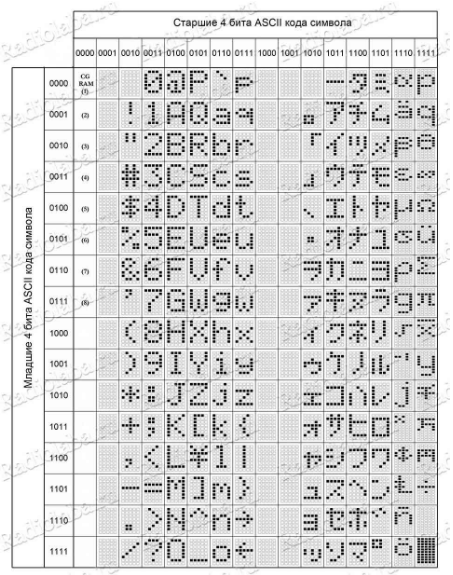 Старшие 4 бита ASCII кода символа
0000 0001 0010 0011 0100 0101 0110 0111 1000 1001 1010 1011 1100 1101 1110 1111
Младшие 4 бита ASCII кода символа
0000 CG RAM (1) 0 @ P ` p ー タ ミ α p
0001 (2) ! 1 A Q a q 。 ア チ ム ä q
0010 (3) " 2 B R b r 「 イ ツ メ β θ
0011 (4) # 3 C S c s 」 ウ テ モ ε ∞
0100 (5) $ 4 D T d t 、 エ ト ヤ μ Ω
0101 (6) % 5 E U e u ・ オ ナ ユ σ ü
0110 (7) & 6 F V f v ヲ カ ニ ヨ ρ Σ
0111 (8) ' 7 G W g w ァ キ ヌ ラ g π
1000 ( 8 H X h x ィ ク ネ リ √ x̄
1001 ) 9 I Y i y ゥ ケ ノ ル y
1010 * : J Z j z ェ コ ハ レ j 千
1011 + ; K [ k { ォ サ ヒ ロ 万
1100 , < L ¥ l | ャ シ フ ワ 円
1101 - = M ] m } ュ ス ヘ ン ÷
1110 . > N ^ n → ョ セ ホ ゙ ñ
1111 / ? O _ o ← ッ ソ マ ゚ ö █
Radiolaba.ru